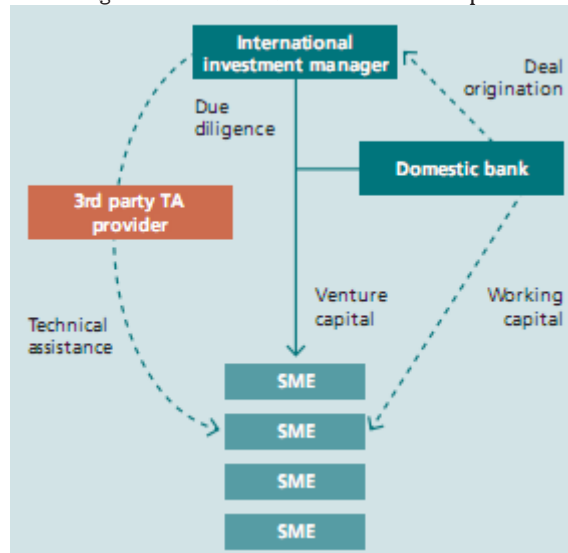 International
investment manager
Deal
origination
Due
diligence
Domestic bank
3rd party TA
provider
Venture
capital
Working
capital
Technical
assistance
SME
SME
SME
SME